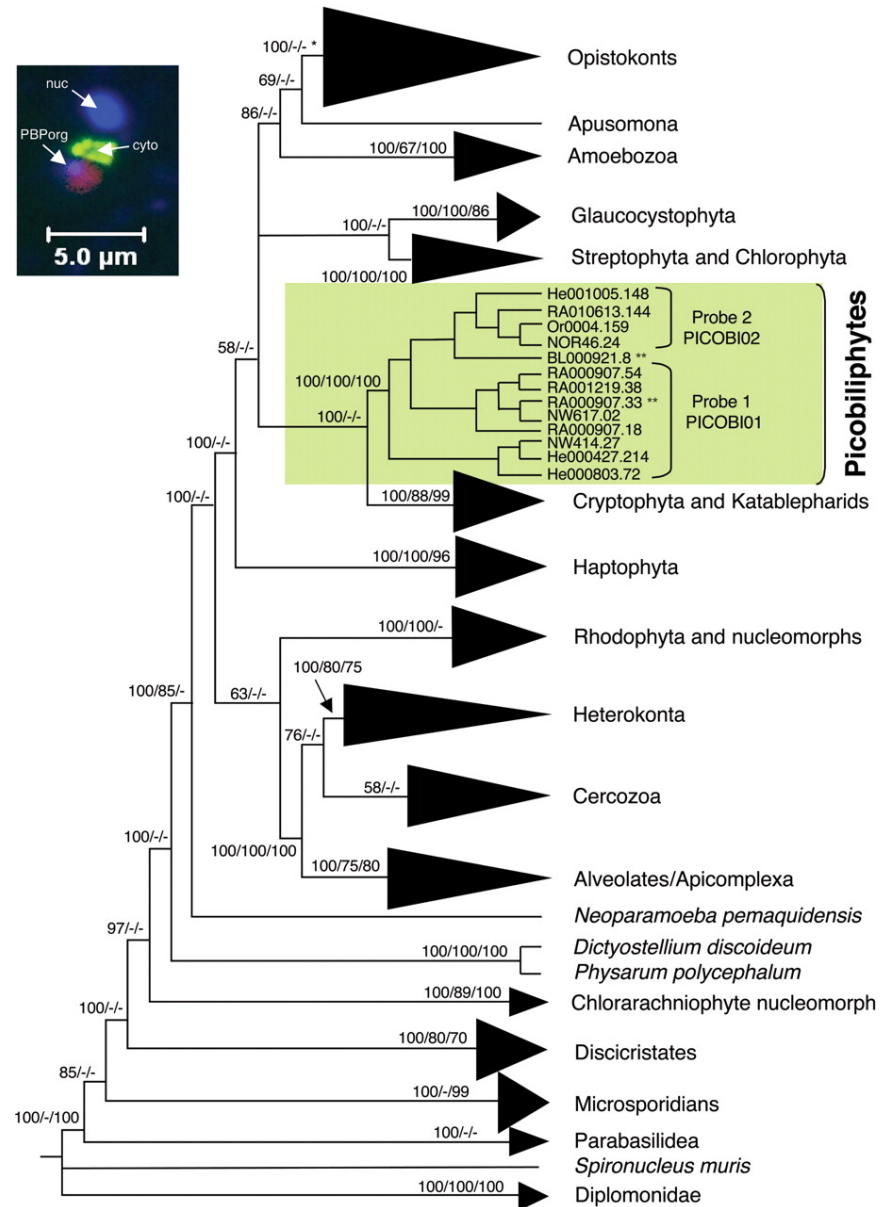 100/-/- *
Opistokonts
nuc
69/-/-
PBPorg
cyto
86/-/-
Apusomona
100/67/100
Amoebozoa
5.0 µm
100/100/86
Glaucocystophyta
100/-/-
Streptophyta and Chlorophyta
100/100/100
He001005.148
RA010613.144
Or0004.159
NOR46.24
Probe 2
PICOBI02
BL000921.8 **
58/-/-
100/100/100
RA000907.54
RA001219.38
RA000907.33 **
NW617.02
RA000907.18
NW414.27
He000427.214
He000803.72
Probe 1
PICOBI01
Picobiliphytes
100/-/-
100/-/-
100/88/99
Cryptophyta and Katablepharids
100/-/-
100/100/96
Haptophyta
100/100/-
Rhodophyta and nucleomorphs
100/80/75
100/85/-
63/-/-
Heterokonta
76/-/-
58/-/-
Cercozoa
100/-/-
100/100/100
100/75/80
Alveolates/Apicomplexa
Neoparamoeba pemaquidensis
97/-/-
100/100/100
Dictyostellium discoideum
Physarum polycephalum
100/89/100
Chlorarachniophyte nucleomorph
100/-/-
100/80/70
Discicristates
85/-/-
100/-/99
Microsporidians
100/-/100
100/-/-
Parabasilidea
Spironucleus muris
100/100/100
Diplomonidae